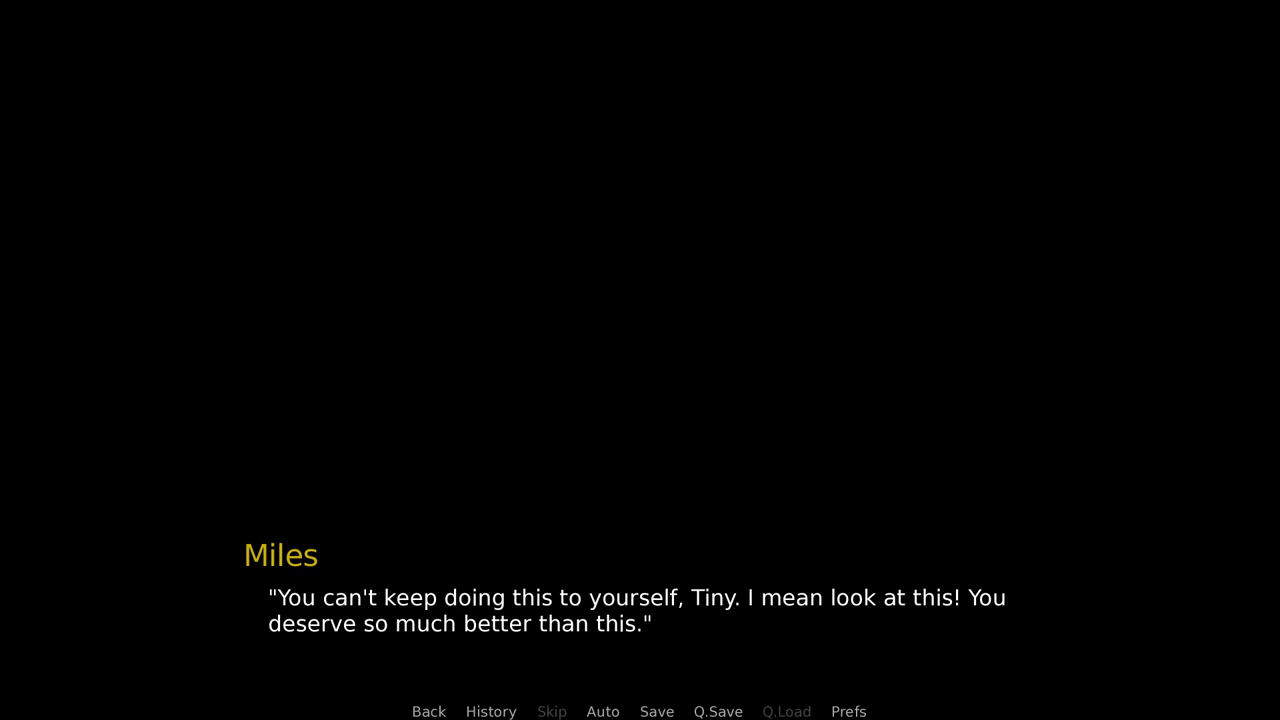 Miles
"You can't keep doing this to yourself, Tiny. I mean look at this! You
deserve so much better than this."
Back History Skip Auto Save Q.Save Q.Load Prefs